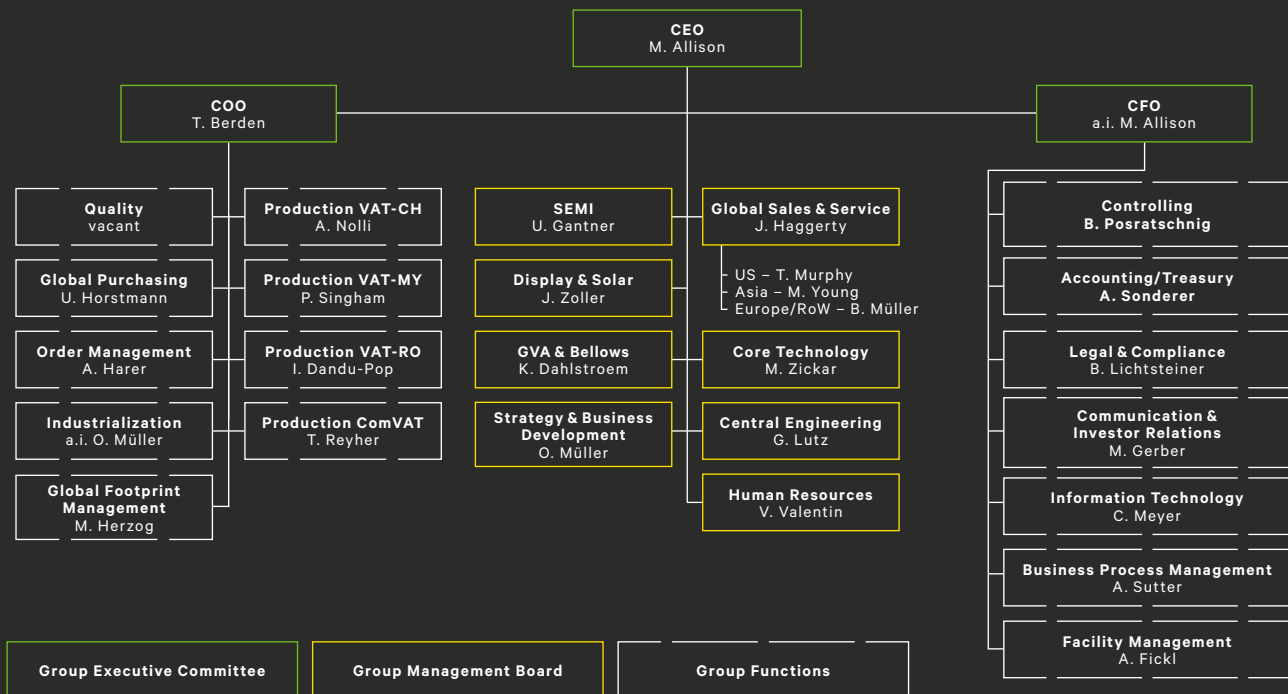 CEO
M. Allison
COO
T. Berden
CFO
a.i. M. Allison
Quality
vacant
Production VAT-CH
A. Nolli
Global Purchasing
U. Horstmann
Production VAT-MY
P. Singham
Order Management
A. Harer
Production VAT-RO
I. Dandu-Pop
Industrialization
a.i. O. Müller
Production ComVAT
T. Reyher
Global Footprint
Management
M. Herzog
SEMI
U. Gantner
Global Sales & Service
J. Haggerty
US – T. Murphy
Asia – M. Young
Europe/RoW – B. Müller
Display & Solar
J. Zoller
GVA & Bellows
K. Dahlstroem
Core Technology
M. Zickar
Strategy & Business
Development
O. Müller
Central Engineering
G. Lutz
Human Resources
V. Valentin
Controlling
B. Posratschnig
Accounting/Treasury
A. Sonderer
Legal & Compliance
B. Lichtsteiner
Communication &
Investor Relations
M. Gerber
Information Technology
C. Meyer
Business Process Management
A. Sutter
Facility Management
A. Fickl
Group Executive Committee
Group Management Board
Group Functions